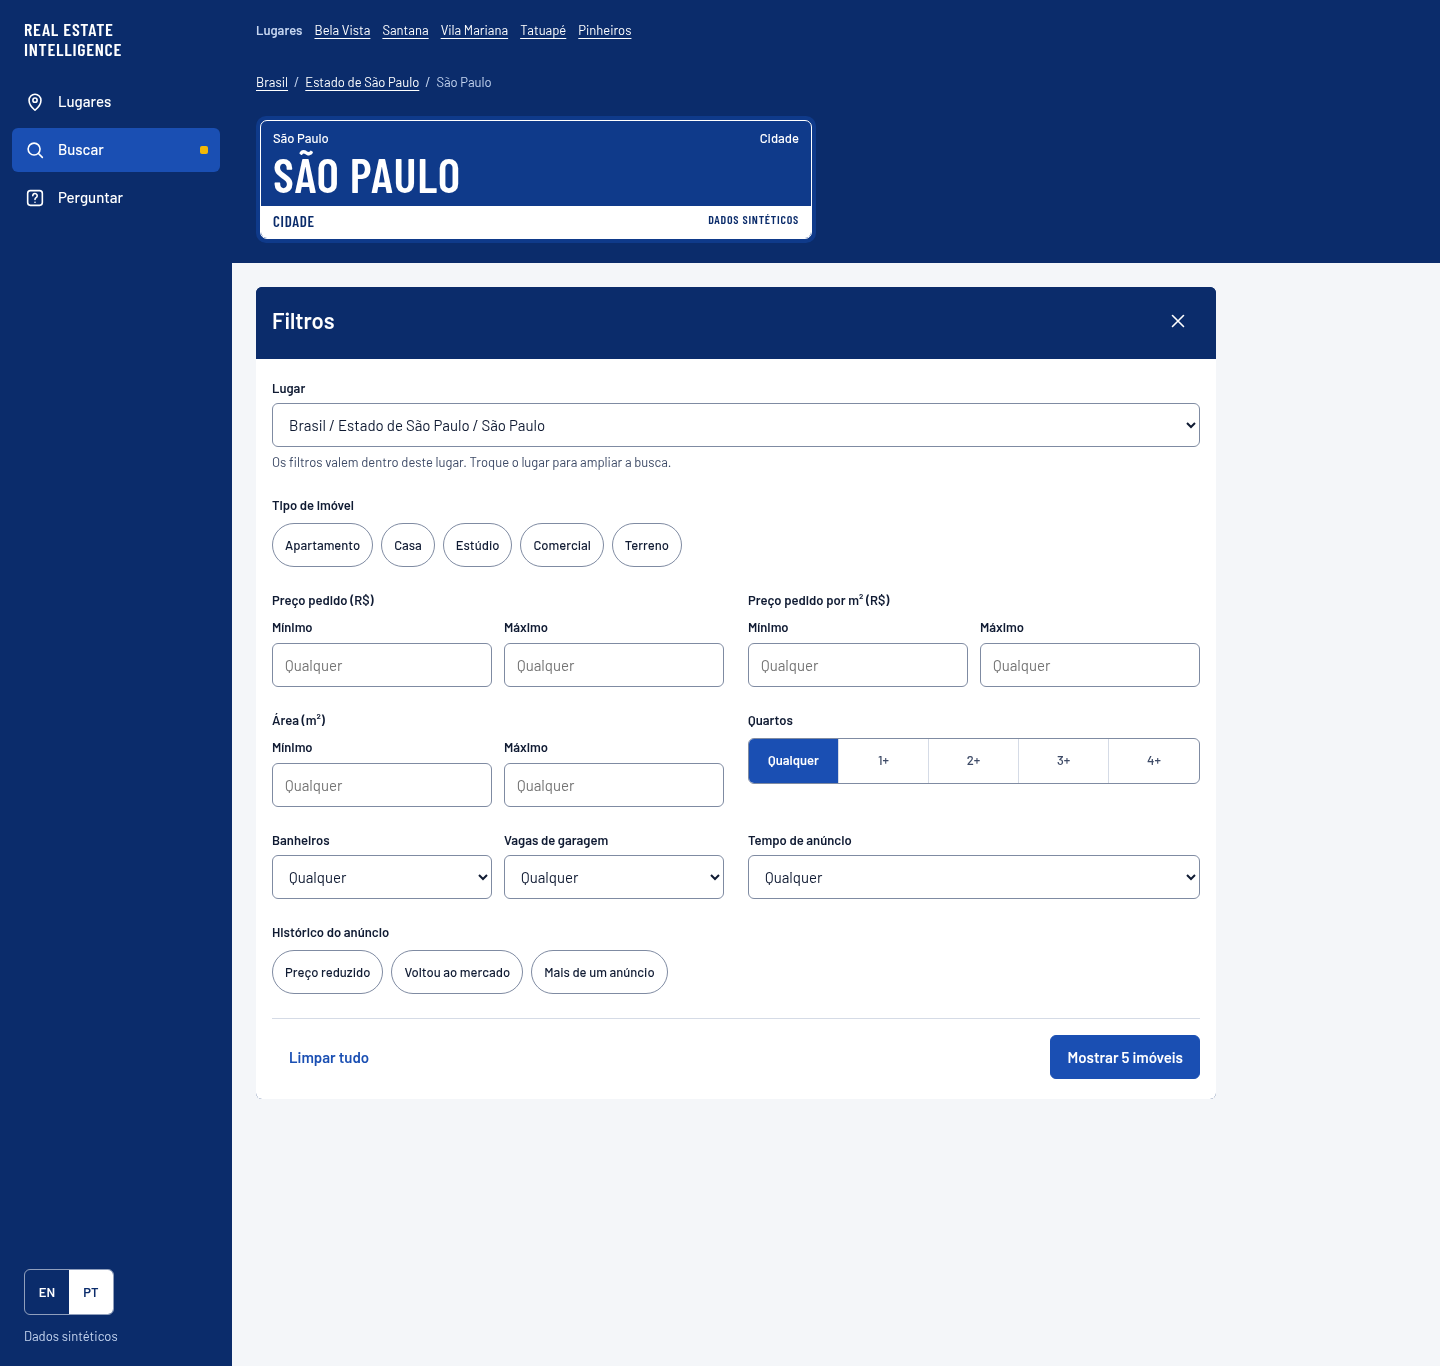 REAL ESTATE
INTELLIGENCE
Lugares
Buscar
Perguntar
EN PT
Dados sintéticos
Lugares Bela Vista Santana Vila Mariana Tatuapé Pinheiros
Brasil / Estado de São Paulo / São Paulo
São Paulo Cidade
SÃO PAULO
CIDADE DADOS SINTÉTICOS
Filtros
Lugar
Brasil / Estado de São Paulo / São Paulo
Os filtros valem dentro deste lugar. Troque o lugar para ampliar a busca.
Tipo de imóvel
Apartamento Casa Estúdio Comercial Terreno
Preço pedido (R$) Preço pedido por m² (R$)
Mínimo Máximo Mínimo Máximo
Qualquer Qualquer Qualquer Qualquer
Área (m²) Quartos
Mínimo Máximo
Qualquer 1+ 2+ 3+ 4+
Qualquer Qualquer
Banheiros Vagas de garagem Tempo de anúncio
Qualquer Qualquer Qualquer
Histórico do anúncio
Preço reduzido Voltou ao mercado Mais de um anúncio
Limpar tudo Mostrar 5 imóveis